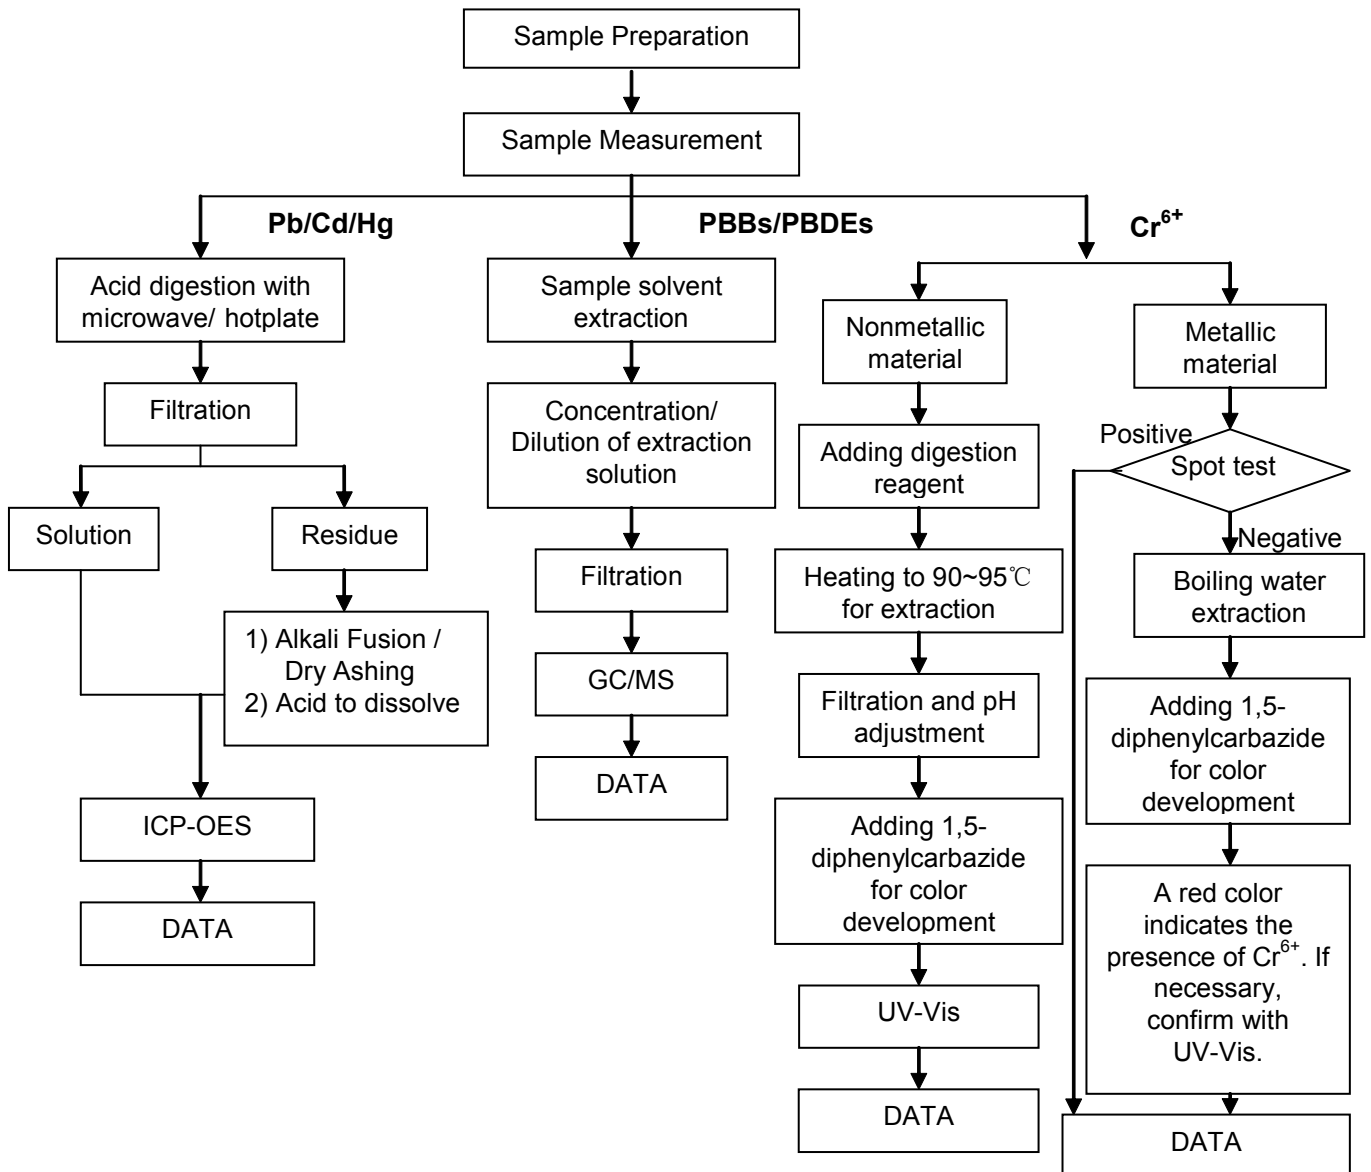 Sample Preparation
Sample Measurement
Pb/Cd/Hg
PBBs/PBDEs
Cr⁶⁺
Acid digestion with
microwave/ hotplate
Filtration
Solution
Residue
1) Alkali Fusion /
Dry Ashing
2) Acid to dissolve
ICP-OES
DATA
Sample solvent
extraction
Concentration/
Dilution of extraction
solution
Filtration
GC/MS
DATA
Nonmetallic
material
Adding digestion
reagent
Heating to 90~95℃
for extraction
Filtration and pH
adjustment
Adding 1,5-
diphenylcarbazide
for color
development
UV-Vis
DATA
Metallic
material
Positive
Spot test
Negative
Boiling water
extraction
Adding 1,5-
diphenylcarbazide
for color
development
A red color
indicates the
presence of Cr⁶⁺. If
necessary,
confirm with
UV-Vis.
DATA